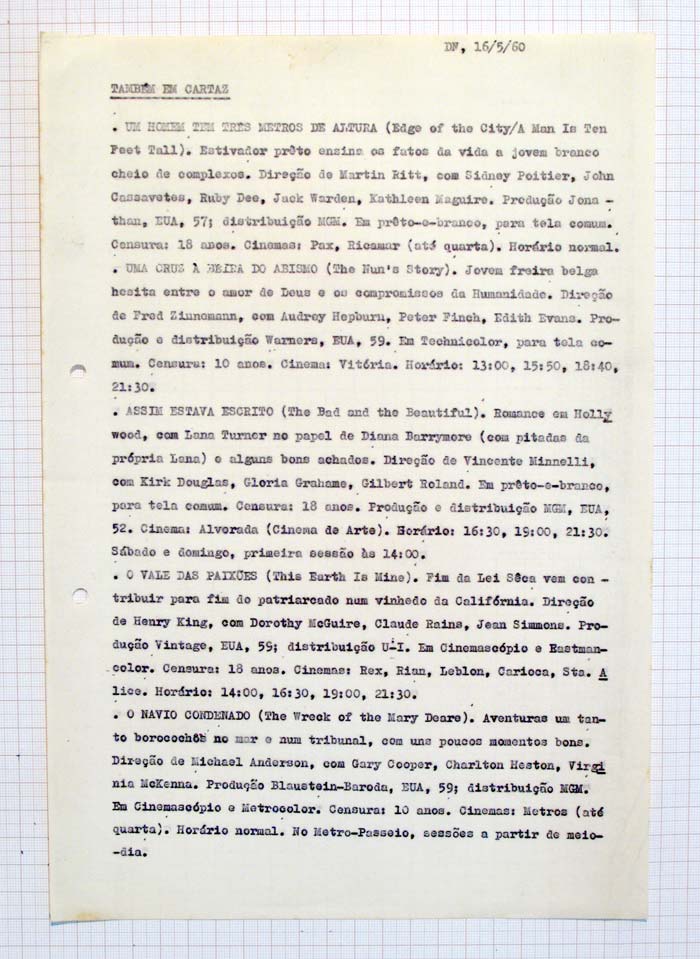 DN, 16/5/60
TAMBÉM EM CARTAZ
. UM HOMEM TEM TRÊS METROS DE ALTURA (Edge of the City/A Man Is Ten
Feet Tall). Estivador prêto ensina os fatos da vida a jovem branco
cheio de complexos. Direção de Martin Ritt, com Sidney Poitier, John
Cassavetes, Ruby Dee, Jack Warden, Kathleen Maguire. Produção Jona -
than, EUA, 57; distribuição MGM. Em prêto-e-branco, para tela comum.
Censura: 18 anos. Cinemas: Pax, Ricamar (até quarta). Horário normal.
. UMA CRUZ À BEIRA DO ABISMO (The Nun's Story). Jovem freira belga
hesita entre o amor de Deus e os compromissos da Humanidade. Direção
de Fred Zinnemann, com Audrey Hepburn, Peter Finch, Edith Evans. Pro-
dução e distribuição Warners, EUA, 59. Em Technicolor, para tela co-
mum. Censura: 10 anos. Cinema: Vitória. Horário: 13:00, 15:50, 18:40,
21:30.
. ASSIM ESTAVA ESCRITO (The Bad and the Beautiful). Romance em Holly
wood, com Lana Turner no papel de Diana Barrymore (com pitadas da
própria Lana) e alguns bons achados. Direção de Vincente Minnelli,
com Kirk Douglas, Gloria Grahame, Gilbert Roland. Em prêto-e-branco,
para tela comum. Censura: 18 anos. Produção e distribuição MGM, EUA,
52. Cinema: Alvorada (Cinema de Arte). Horário: 16:30, 19:00, 21:30.
Sábado e domingo, primeira sessão às 14:00.
. O VALE DAS PAIXÕES (This Earth Is Mine). Fim da Lei Sêca vem con -
tribuir para fim do patriarcado num vinhedo da Califórnia. Direção
de Henry King, com Dorothy McGuire, Claude Rains, Jean Simmons. Pro-
dução Vintage, EUA, 59; distribuição U-I. Em Cinemascópio e Eastman-
color. Censura: 18 anos. Cinemas: Rex, Rian, Leblon, Carioca, Sta. A
lice. Horário: 14:00, 16:30, 19:00, 21:30.
. O NAVIO CONDENADO (The Wreck of the Mary Deare). Aventuras um tan-
to borocochôs no mar e num tribunal, com uns poucos momentos bons.
Direção de Michael Anderson, com Gary Cooper, Charlton Heston, Virgi
nia McKenna. Produção Blaustein-Baroda, EUA, 59; distribuição MGM.
Em Cinemascópio e Metrocolor. Censura: 10 anos. Cinemas: Metros (até
quarta). Horário normal. No Metro-Passeio, sessões a partir de meio-
-dia.